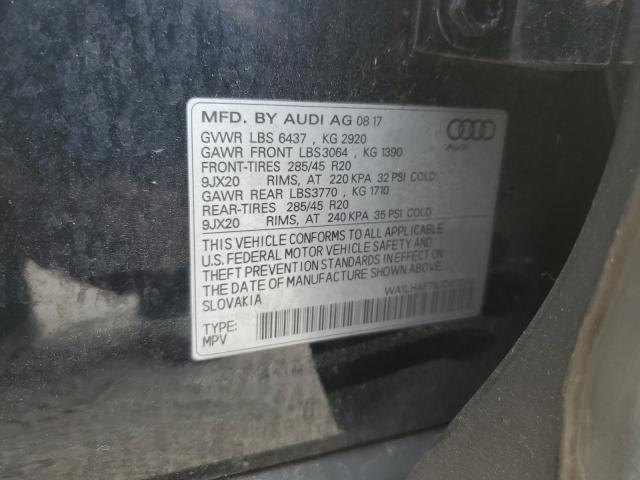 MFD. BY AUDI AG 08 17
GVWR LBS 6437 , KG 2920
GAWR FRONT LBS3064 , KG 1390
FRONT-TIRES 285/45 R20
9JX20 RIMS, AT 220 KPA 32 PSI COLD
GAWR REAR LBS3770 , KG 1710
REAR-TIRES 285/45 R20
9JX20 RIMS, AT 240 KPA 35 PSI COLD
Audi
THIS VEHICLE CONFORMS TO ALL APPLICABLE
U.S. FEDERAL MOTOR VEHICLE SAFETY AND
THEFT PREVENTION STANDARDS IN EFFECT ON
THE DATE OF MANUFACTURE SHOWN ABOVE.
SLOVAKIA
TYPE:
MPV